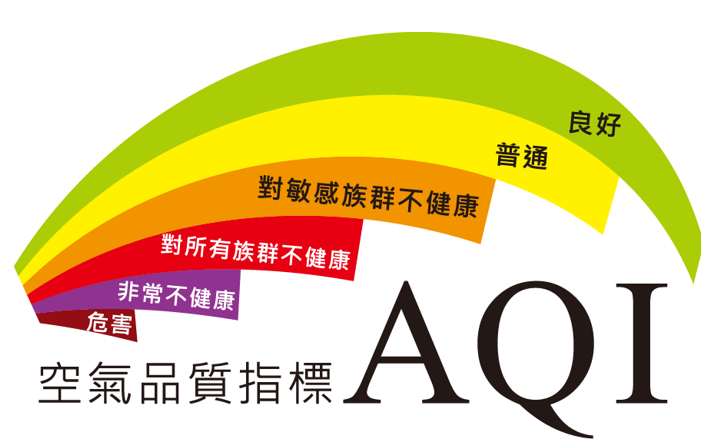 良好
普通
對敏感族群不健康
對所有族群不健康
非常不健康
危害
空氣品質指標 AQI